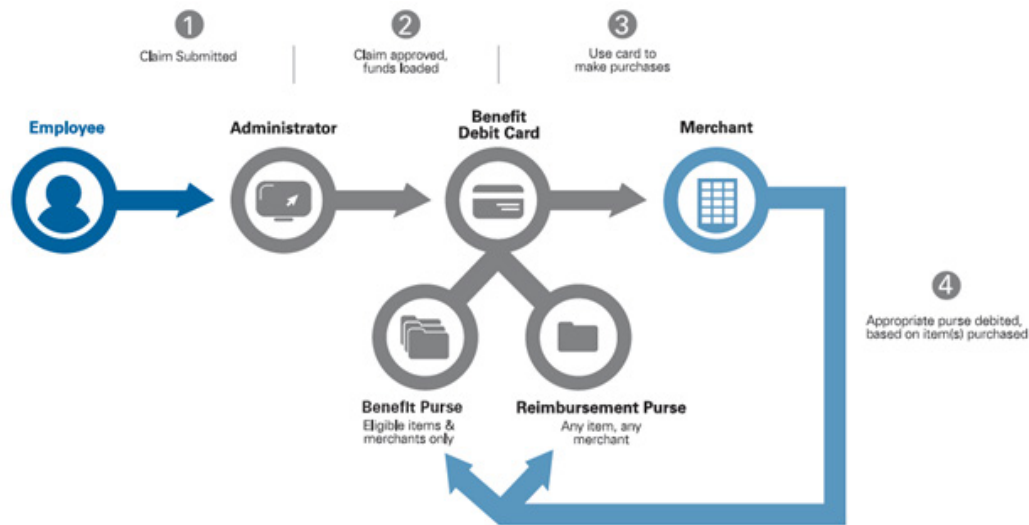 1
Claim Submitted
2
Claim approved,
funds loaded
3
Use card to
make purchases
Employee
Administrator
Benefit
Debit Card
Merchant
4
Appropriate purse debited,
based on item(s) purchased
Benefit Purse
Eligible items &
merchants only
Reimbursement Purse
Any item, any
merchant